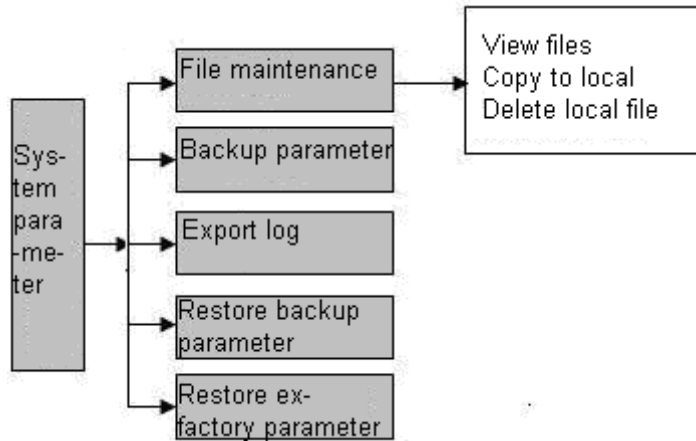 Sys-
tem
para
-me-
ter
File maintenance
Backup parameter
Export log
Restore backup
parameter
Restore ex-
factory parameter
View files
Copy to local
Delete local file